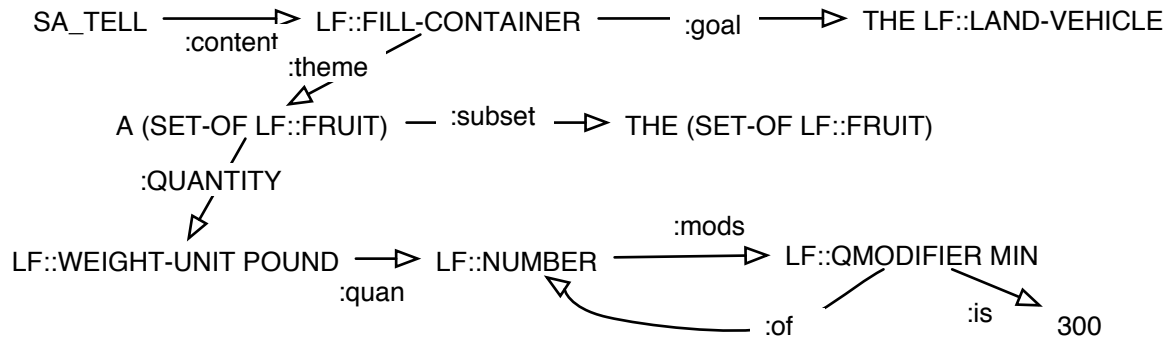 SA_TELL :content LF::FILL-CONTAINER :goal THE LF::LAND-VEHICLE
:theme
A (SET-OF LF::FRUIT) :subset THE (SET-OF LF::FRUIT)
:QUANTITY
:mods
LF::WEIGHT-UNIT POUND :quan LF::NUMBER LF::QMODIFIER MIN
:of :is 300